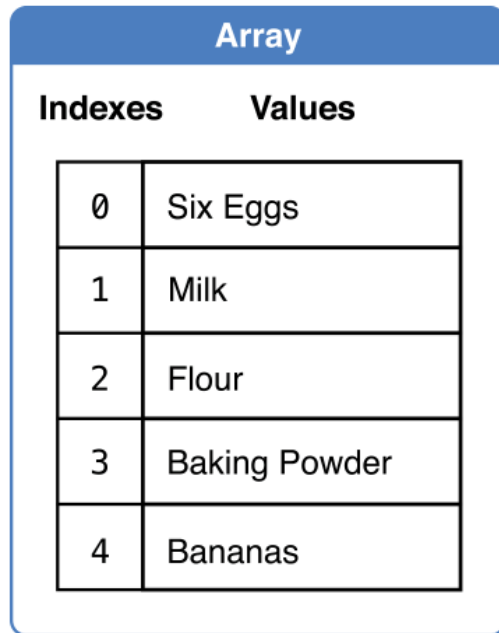 Array
Indexes Values
0 Six Eggs
1 Milk
2 Flour
3 Baking Powder
4 Bananas